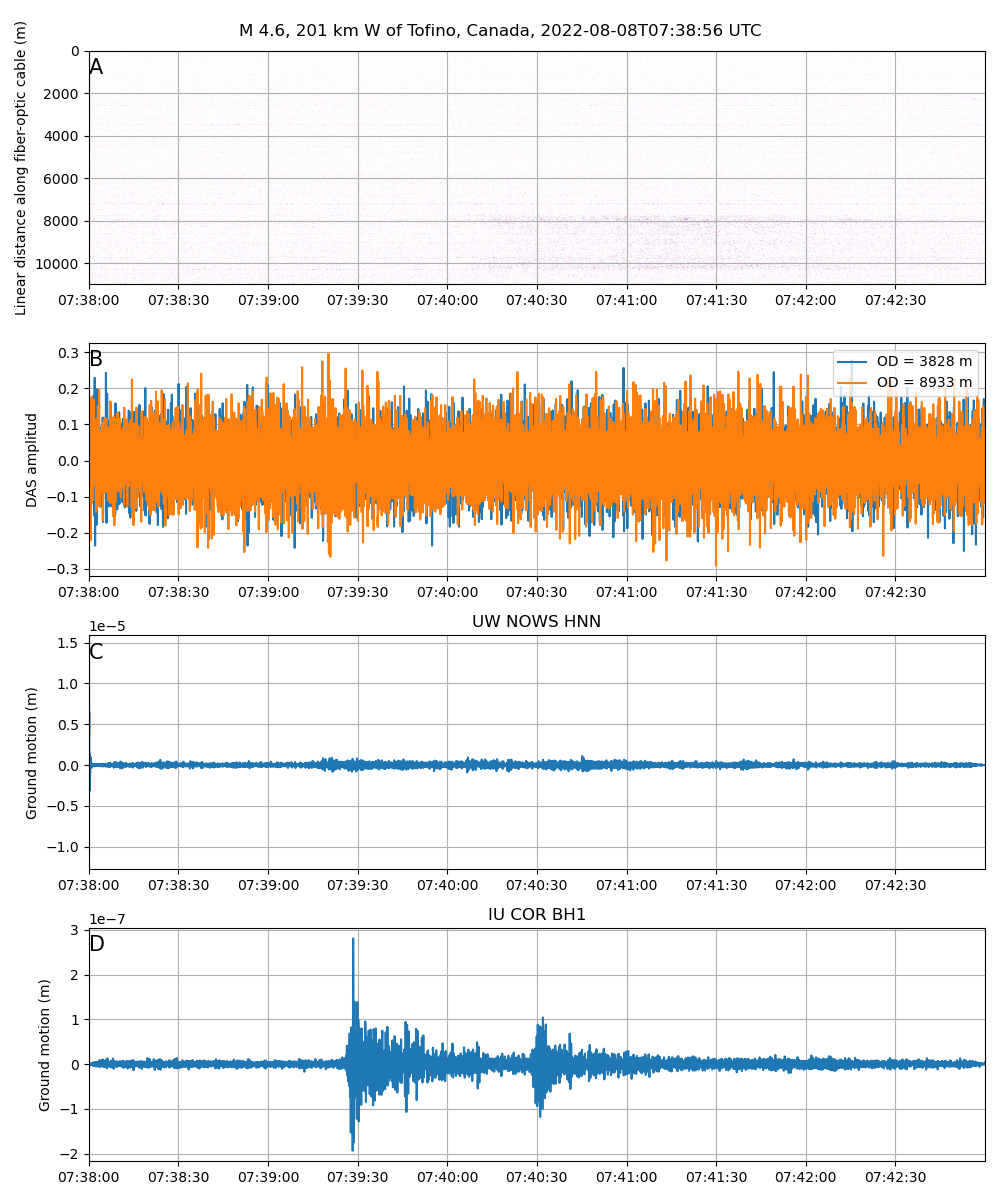 M 4.6, 201 km W of Tofino, Canada, 2022-08-08T07:38:56 UTC
A
Linear distance along fiber-optic cable (m)
0
2000
4000
6000
8000
10000
07:38:00 07:38:30 07:39:00 07:39:30 07:40:00 07:40:30 07:41:00 07:41:30 07:42:00 07:42:30
B
DAS amplitud
0.3
0.2
0.1
0.0
−0.1
−0.2
−0.3
OD = 3828 m
OD = 8933 m
07:38:00 07:38:30 07:39:00 07:39:30 07:40:00 07:40:30 07:41:00 07:41:30 07:42:00 07:42:30
UW NOWS HNN
1e−5
C
Ground motion (m)
1.5
1.0
0.5
0.0
−0.5
−1.0
07:38:00 07:38:30 07:39:00 07:39:30 07:40:00 07:40:30 07:41:00 07:41:30 07:42:00 07:42:30
IU COR BH1
1e−7
D
Ground motion (m)
3
2
1
0
−1
−2
07:38:00 07:38:30 07:39:00 07:39:30 07:40:00 07:40:30 07:41:00 07:41:30 07:42:00 07:42:30